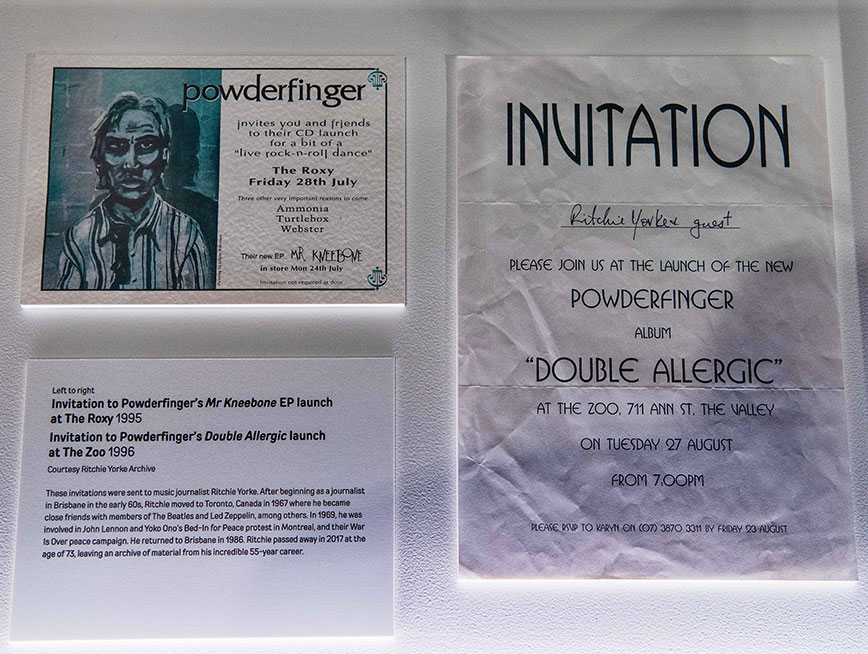 powderfinger
invites you and friends
to their CD launch
for a bit of a
"live rock-n-roll dance"
The Roxy
Friday 28th July
Three other very important reasons to come
Ammonia
Turtlebox
Webster
Their new EP MR KNEEBONE
in store Mon 24th July
Invitation not required at door
Left to right
Invitation to Powderfinger's Mr Kneebone EP launch
at The Roxy 1995
Invitation to Powderfinger's Double Allergic launch
at The Zoo 1996
Courtesy Ritchie Yorke Archive
These invitations were sent to music journalist Ritchie Yorke. After beginning as a journalist
in Brisbane in the early 60s, Ritchie moved to Toronto, Canada in 1967 where he became
close friends with members of The Beatles and Led Zeppelin, among others. In 1969, he was
involved in John Lennon and Yoko Ono's Bed-In for Peace protest in Montreal, and their War
Is Over peace campaign. He returned to Brisbane in 1986. Ritchie passed away in 2017 at the
age of 73, leaving an archive of material from his incredible 55-year career.
INVITATION
Ritchie Yorke & guest
PLEASE JOIN US AT THE LAUNCH OF THE NEW
POWDERFINGER
ALBUM
"DOUBLE ALLERGIC"
AT THE ZOO, 711 ANN ST. THE VALLEY
ON TUESDAY 27 AUGUST
FROM 7.00PM
PLEASE RSVP TO KARYN ON (07) 3870 3311 BY FRIDAY 23 AUGUST